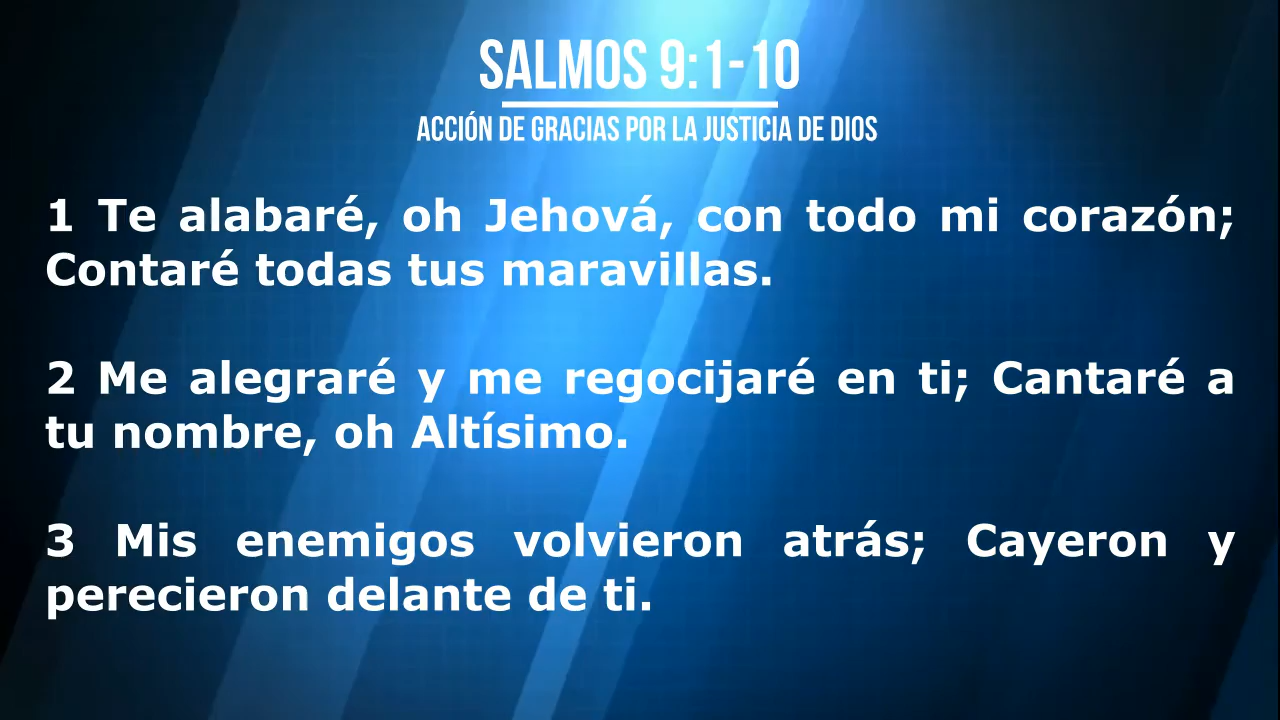 SALMOS 9:1-10
ACCIÓN DE GRACIAS POR LA JUSTICIA DE DIOS
1 Te alabaré, oh Jehová, con todo mi corazón;
Contaré todas tus maravillas.
2 Me alegraré y me regocijaré en ti; Cantaré a
tu nombre, oh Altísimo.
3 Mis enemigos volvieron atrás; Cayeron y
perecieron delante de ti.